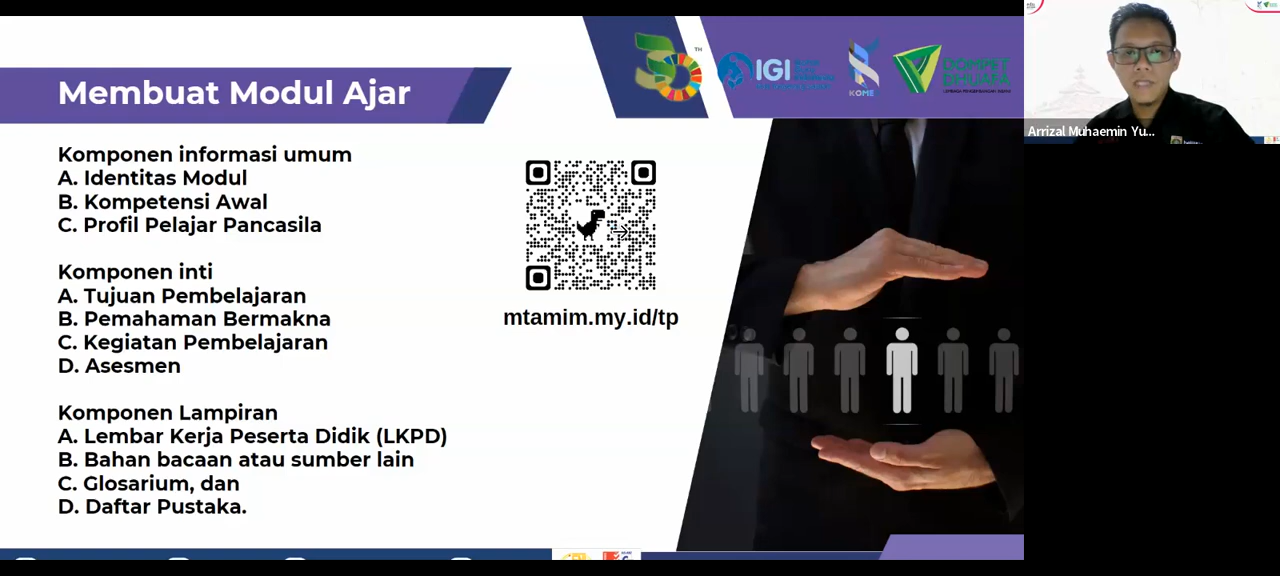 Membuat Modul Ajar
Komponen informasi umum
A. Identitas Modul
B. Kompetensi Awal
C. Profil Pelajar Pancasila
Komponen inti
A. Tujuan Pembelajaran
B. Pemahaman Bermakna
C. Kegiatan Pembelajaran
D. Asesmen
Komponen Lampiran
A. Lembar Kerja Peserta Didik (LKPD)
B. Bahan bacaan atau sumber lain
C. Glosarium, dan
D. Daftar Pustaka.
mtamim.my.id/tp
TM
IGI
KOME
DOMPET
DHUAFA
Arrizal Muhaemin Yu...